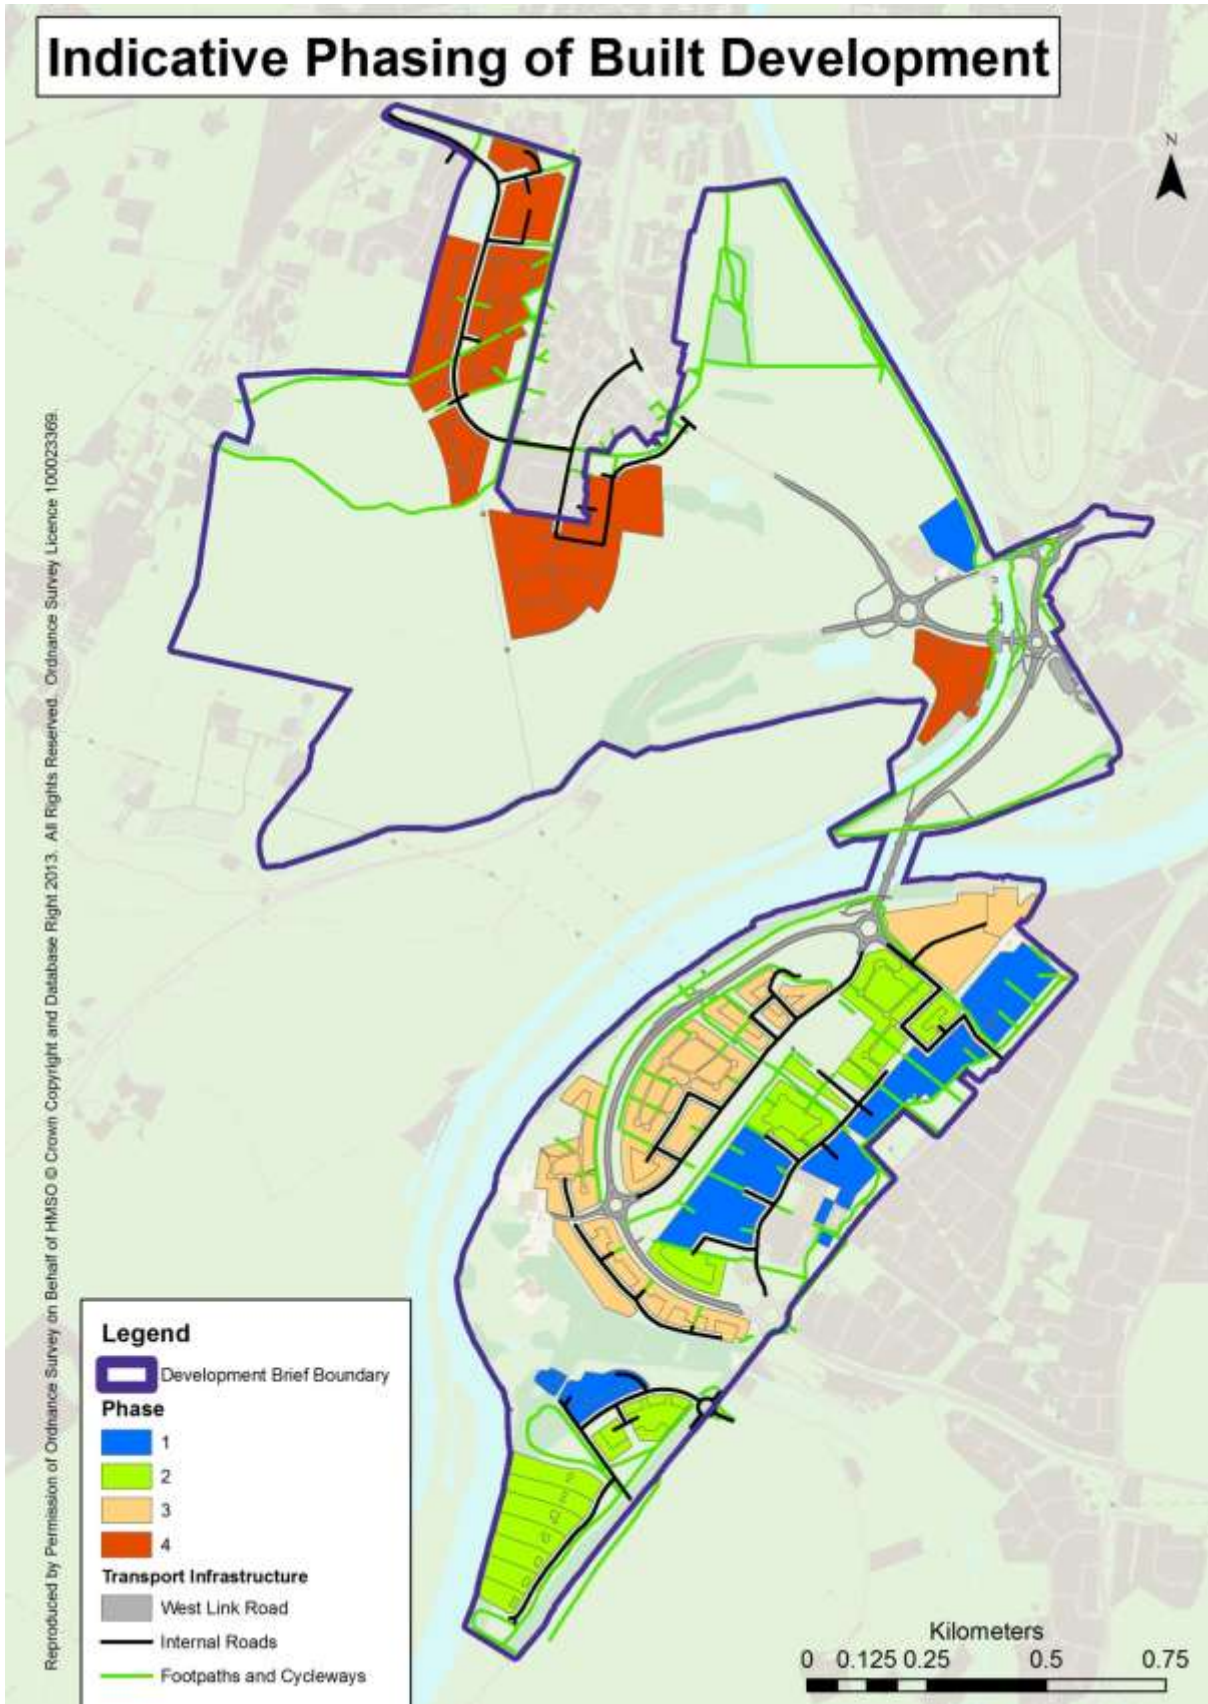 Indicative Phasing of Built Development
N
Reproduced by Permission of Ordnance Survey on Behalf of HMSO © Crown Copyright and Database Right 2013. All Rights Reserved. Ordnance Survey Licence 100023369.
Legend
Development Brief Boundary
Phase
1
2
3
4
Transport Infrastructure
West Link Road
Internal Roads
Footpaths and Cycleways
Kilometers
0 0.125 0.25 0.5 0.75